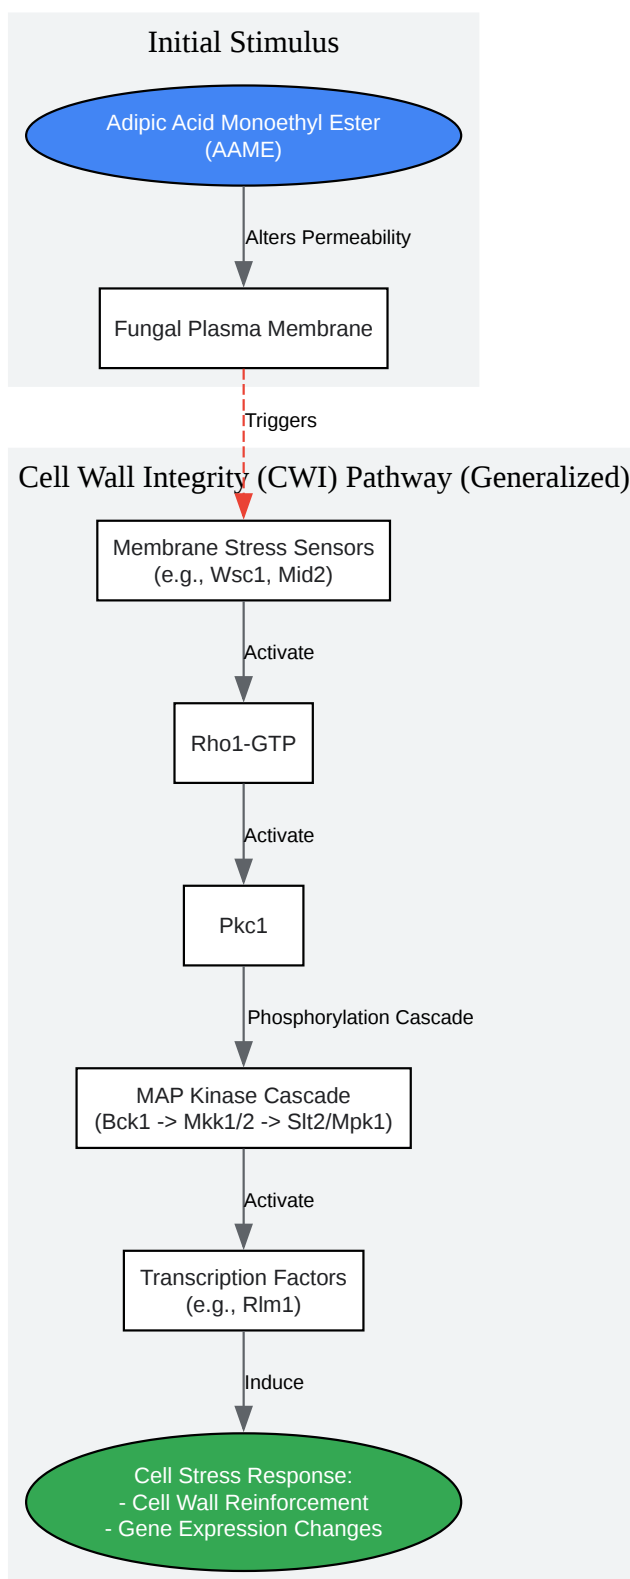 Initial Stimulus
Adipic Acid Monoethyl Ester
(AAME)
Alters Permeability
Fungal Plasma Membrane
Triggers
Cell Wall Integrity (CWI) Pathway (Generalized)
Membrane Stress Sensors
(e.g., Wsc1, Mid2)
Activate
Rho1-GTP
Activate
Pkc1
Phosphorylation Cascade
MAP Kinase Cascade
(Bck1 -> Mkk1/2 -> Slt2/Mpk1)
Activate
Transcription Factors
(e.g., Rlm1)
Induce
Cell Stress Response:
- Cell Wall Reinforcement
- Gene Expression Changes